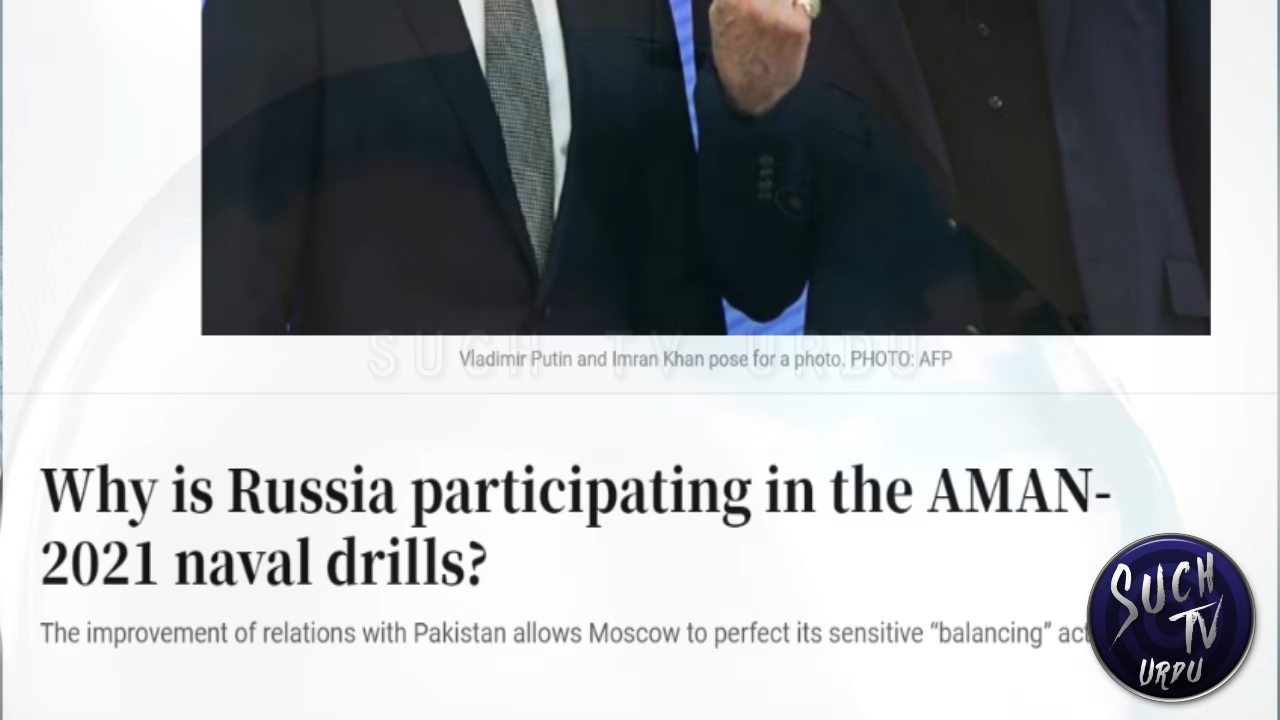 SUCH TV URDU
Vladimir Putin and Imran Khan pose for a photo. PHOTO: AFP
Why is Russia participating in the AMAN-
2021 naval drills?
The improvement of relations with Pakistan allows Moscow to perfect its sensitive “balancing” act
SUCH
TV
URDU